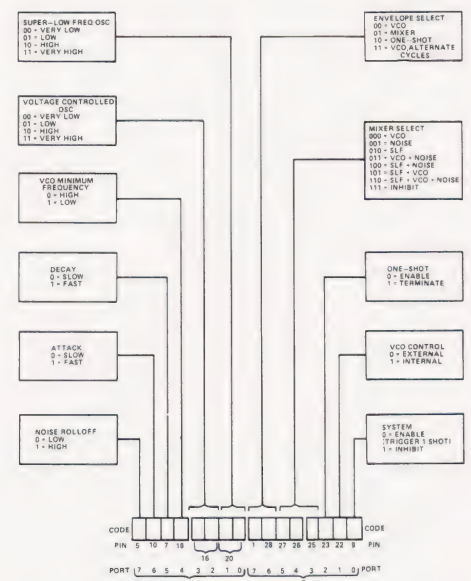 SUPER-LOW FREQ OSC
00 = VERY LOW
01 = LOW
10 - HIGH
11 = VERY HIGH
VOLTAGE CONTROLLED
OSC
00 = VERY LOW
01 = LOW
10 - HIGH
11 = VERY HIGH
VCO MINIMUM
FREQUENCY
0 = HIGH
1 = LOW
DECAY
0 = SLOW
1 = FAST
ATTACK
0 = SLOW
1 = FAST
NOISE ROLLOFF
0 = LOW
1 = HIGH
ENVELOPE SELECT
00 = VCO
01 = MIXER
10 = ONE-SHOT
11 = VCO, ALTERNATE
CYCLES
MIXER SELECT
000 = VCO
001 = NOISE
010 = SLF
011 = VCO + NOISE
100 = SLF + NOISE
101 = SLF + VCO
110 = SLF + VCO + NOISE
111 = INHIBIT
ONE-SHOT
0 = ENABLE
1 = TERMINATE
VCO CONTROL
0 = EXTERNAL
1 = INTERNAL
SYSTEM
0 = ENABLE
(TRIGGER 1 SHOT)
1 = INHIBIT
CODE CODE
PIN 5 10 7 18 1 28 27 26 25 23 22 9 PIN
16 20
PORT 7 6 5 4 3 2 1 0 7 6 5 4 3 2 1 0 PORT